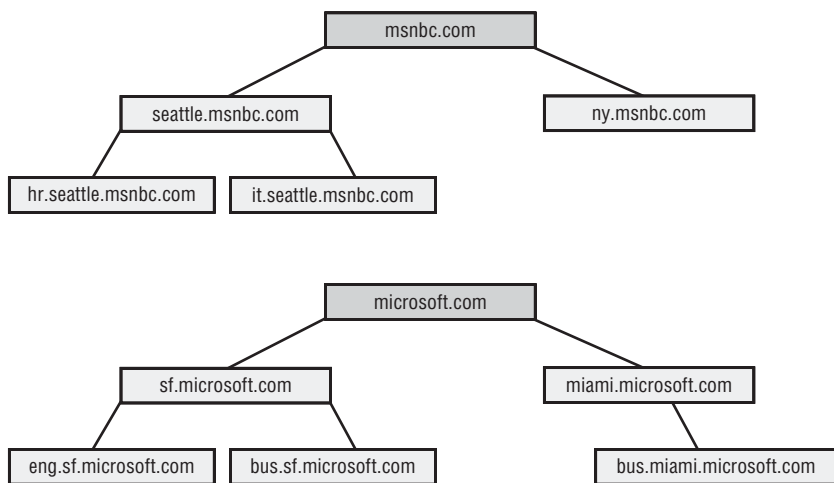 msnbc.com
seattle.msnbc.com
ny.msnbc.com
hr.seattle.msnbc.com
it.seattle.msnbc.com
microsoft.com
sf.microsoft.com
miami.microsoft.com
eng.sf.microsoft.com
bus.sf.microsoft.com
bus.miami.microsoft.com